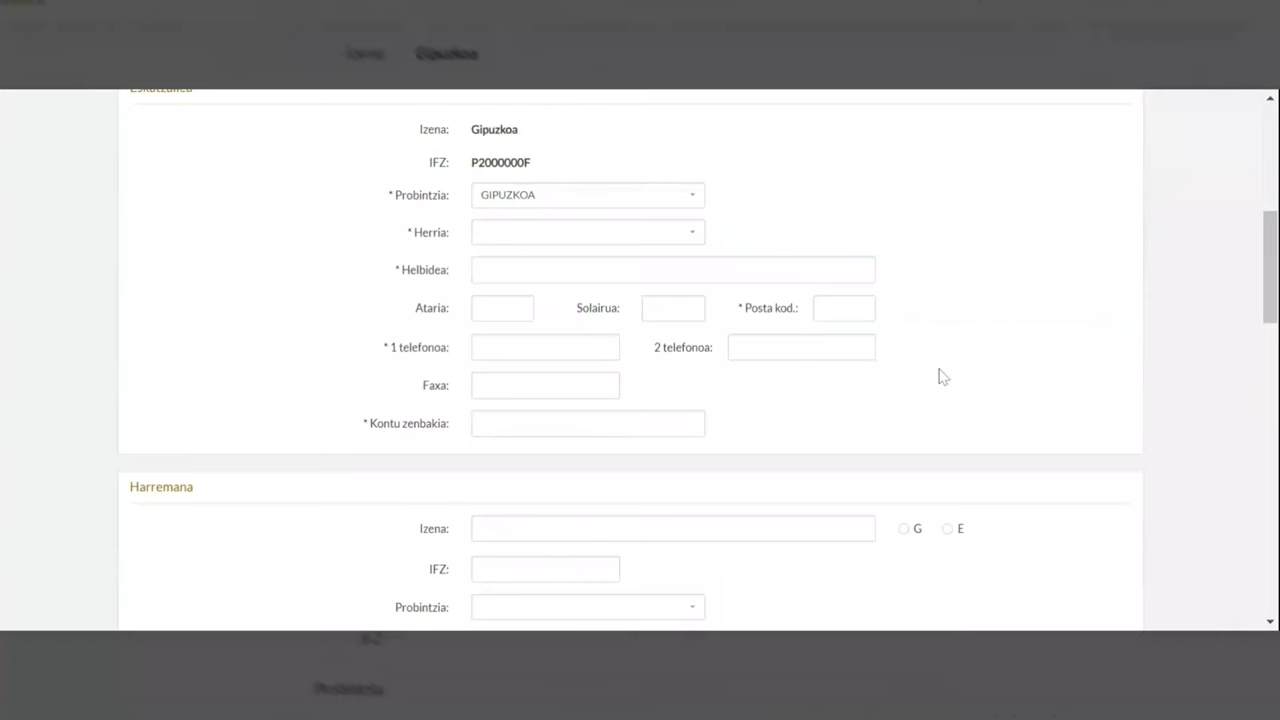 Gipuzkoa
Izena: Gipuzkoa
IFZ: P2000000F
* Probintzia: GIPUZKOA
* Herria:
* Helbidea:
Ataria: Solairua: * Posta kod.:
* 1 telefonoa: 2 telefonoa:
Faxa:
* Kontu zenbakia:
Harremana
Izena: G E
IFZ:
Probintzia:
Probintzia